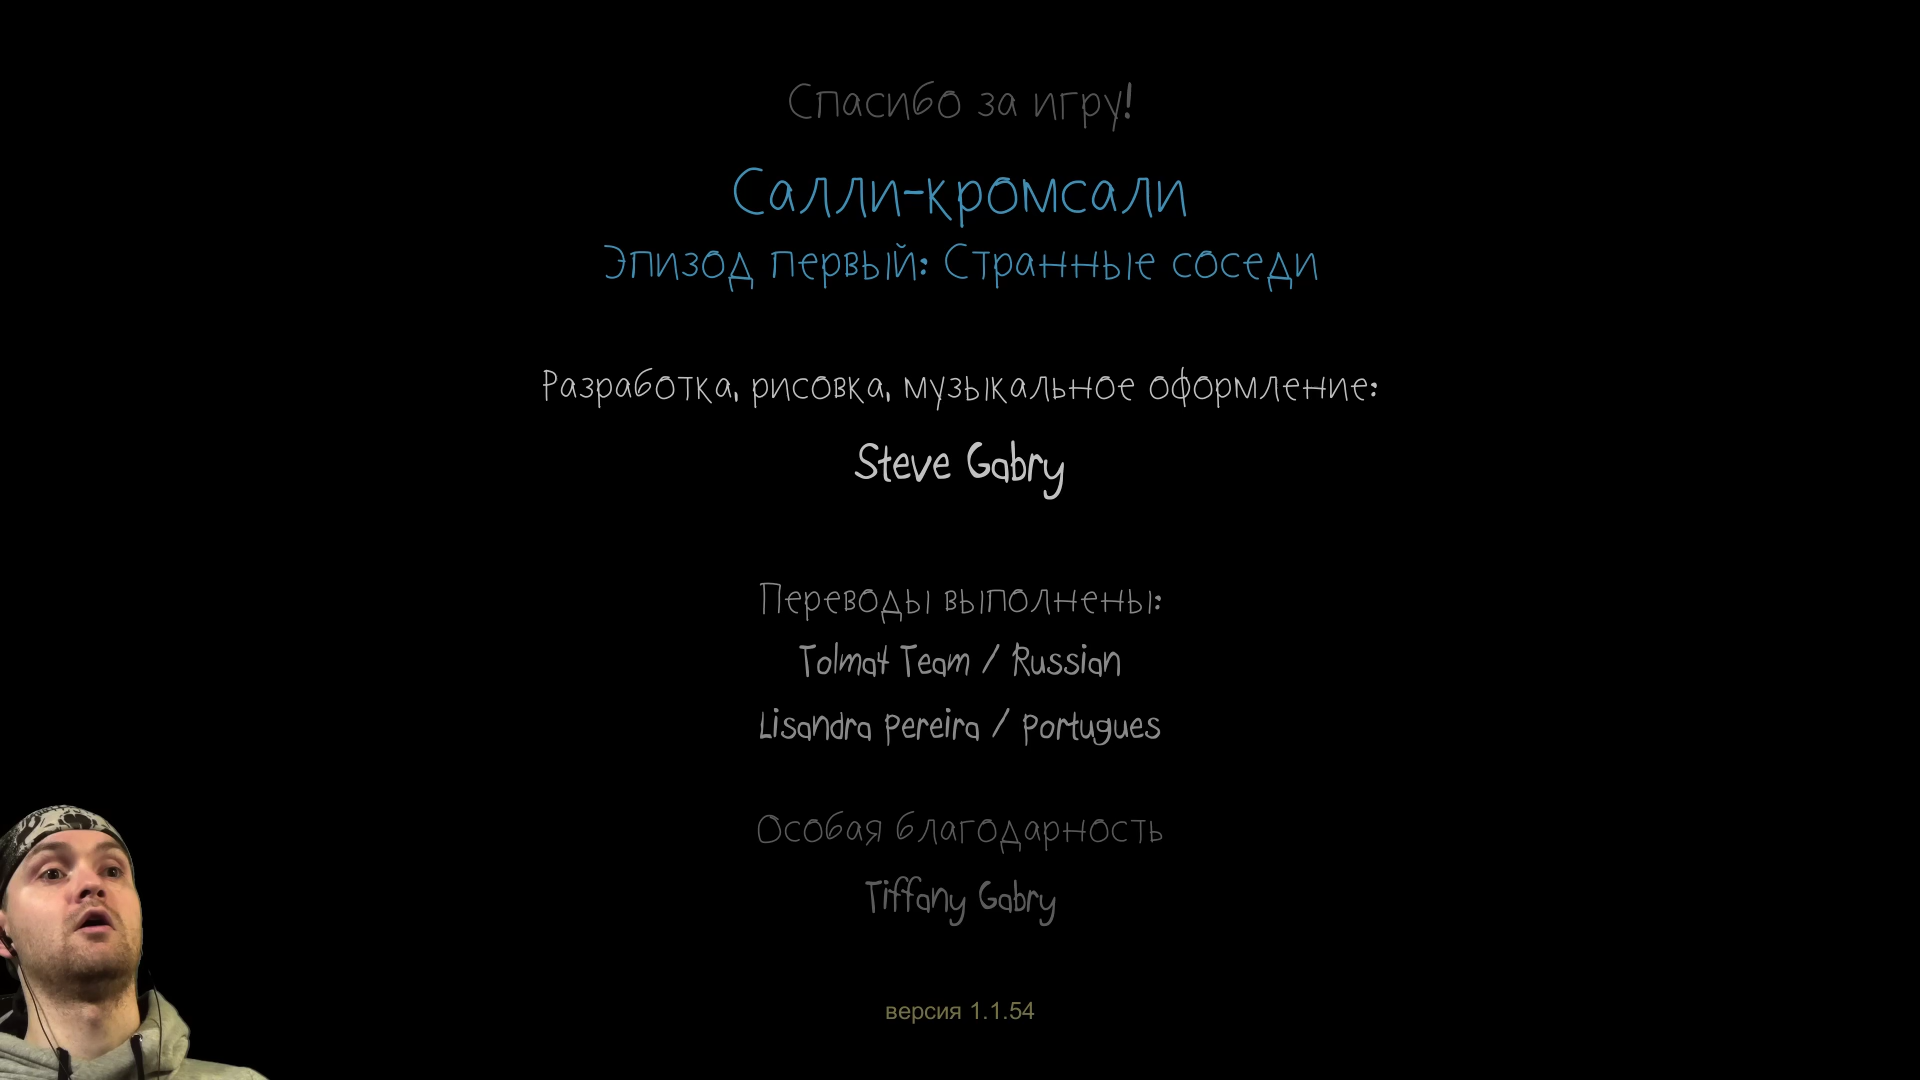 Спасибо за игру!
Салли-кромсали
Эпизод первый: Странные соседи
Разработка, рисовка, музыкальное оформление:
Steve Gabry
Переводы выполнены:
Tolma4 Team / Russian
Lisandra Pereira / Portugues
Особая благодарность
Tiffany Gabry
версия 1.1.54